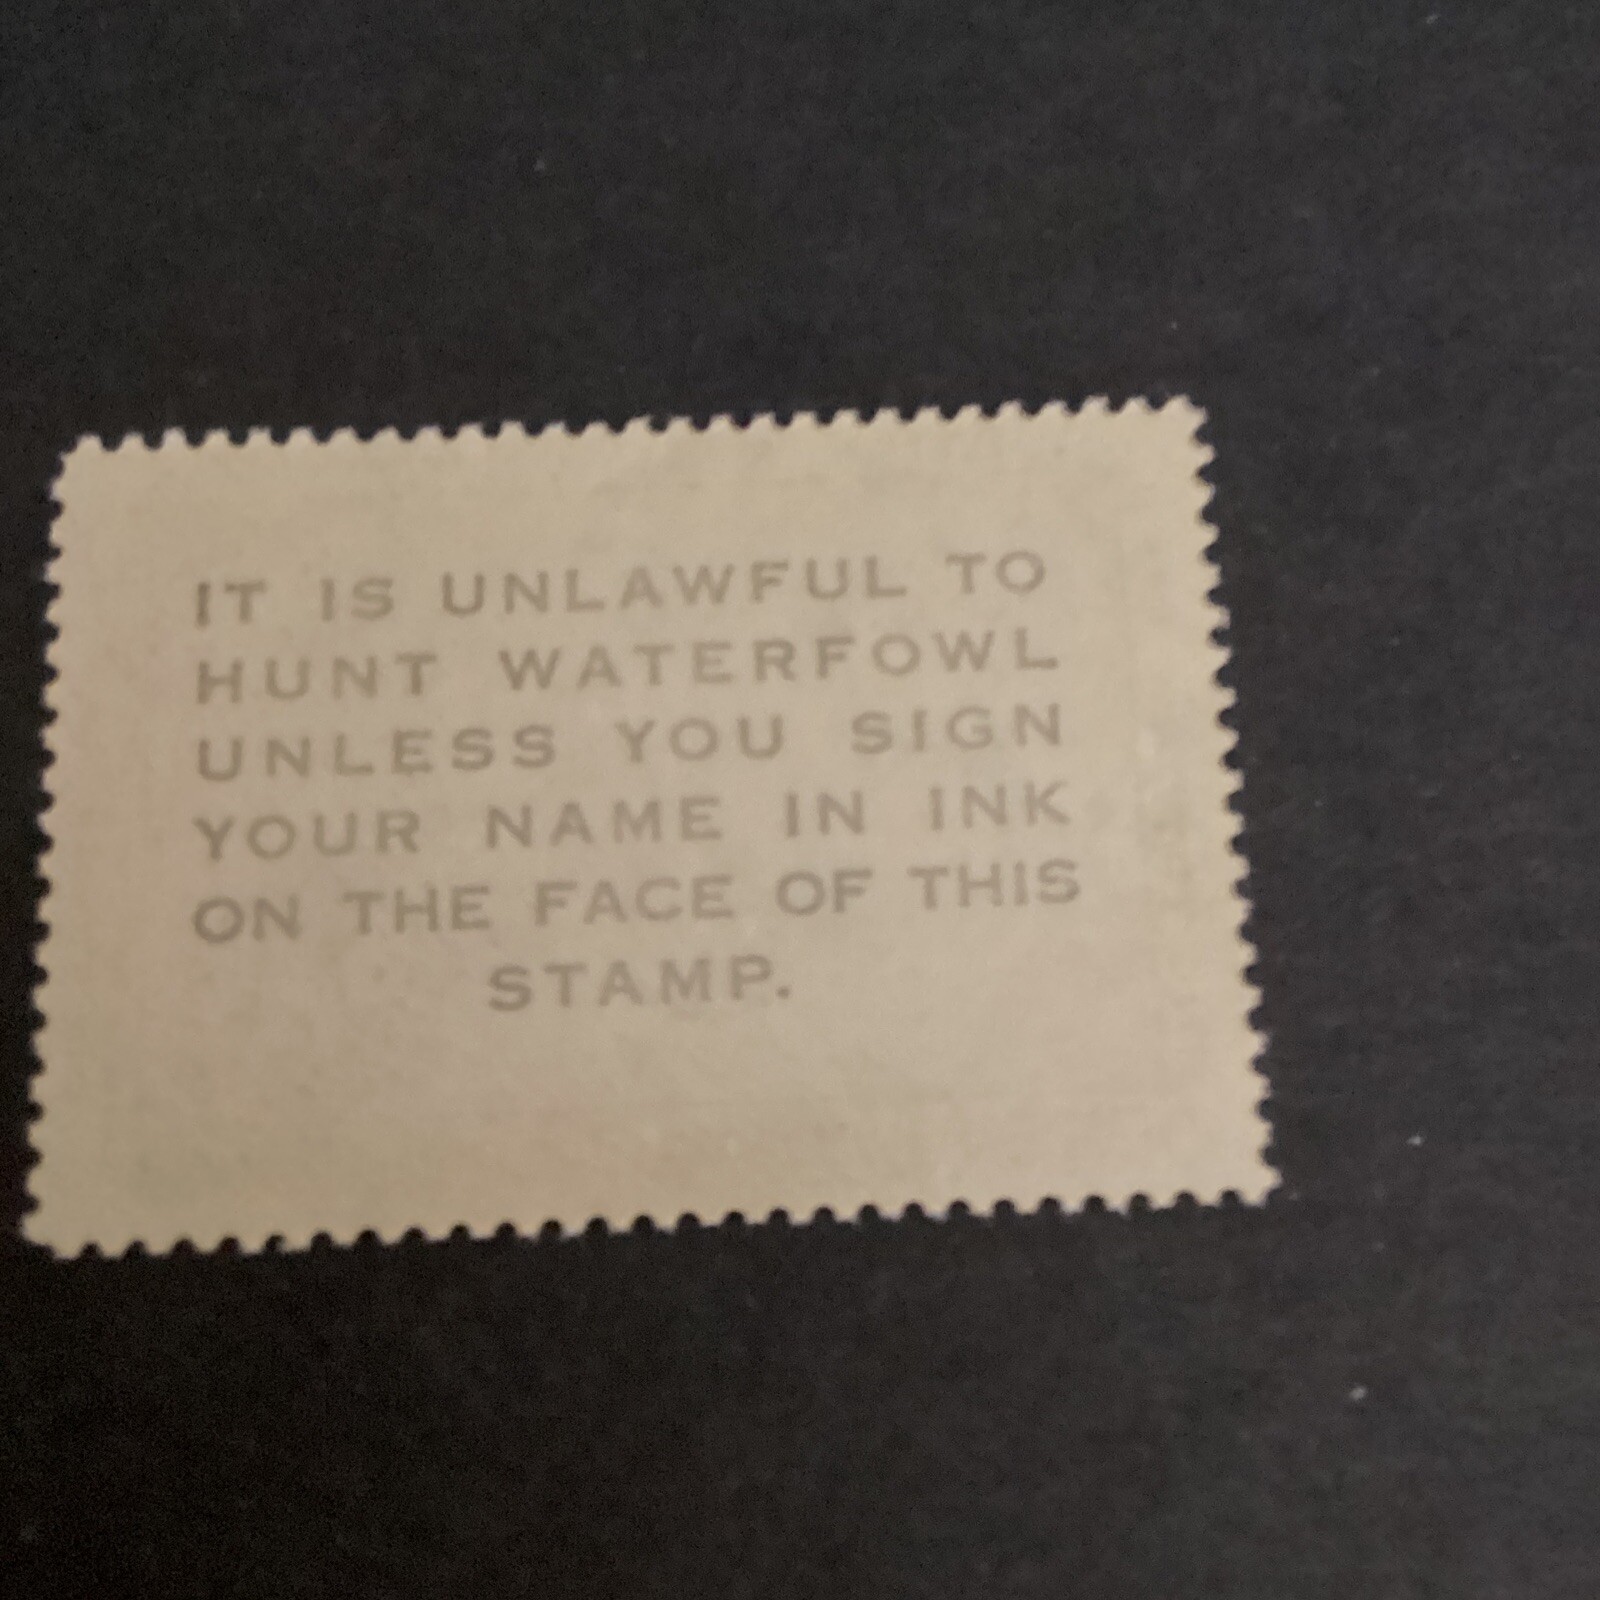 IT IS UNLAWFUL TO
HUNT WATERFOWL
UNLESS YOU SIGN
YOUR NAME IN INK
ON THE FACE OF THIS
STAMP.